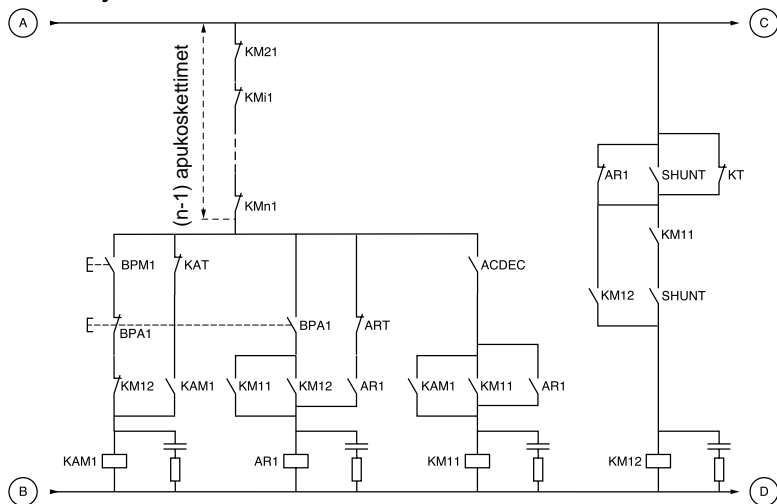 A
C
KM21
KMi1
(n-1) apukoskettimet
KMn1
AR1
SHUNT
KT
KM11
KM12
SHUNT
BPM1
KAT
ACDEC
BPA1
BPA1
ART
KM12
KAM1
KM11
KM12
AR1
KAM1
KM11
AR1
KAM1
AR1
KM11
KM12
B
D